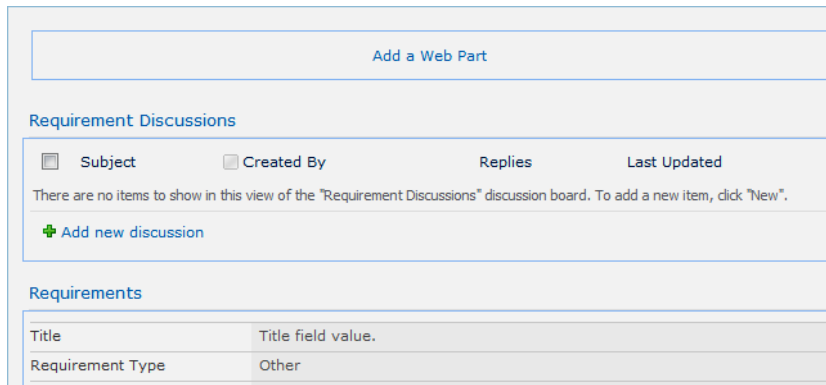 Add a Web Part
Requirement Discussions
Subject Created By Replies Last Updated
There are no items to show in this view of the "Requirement Discussions" discussion board. To add a new item, click "New".
Add new discussion
Requirements
Title Title field value.
Requirement Type Other